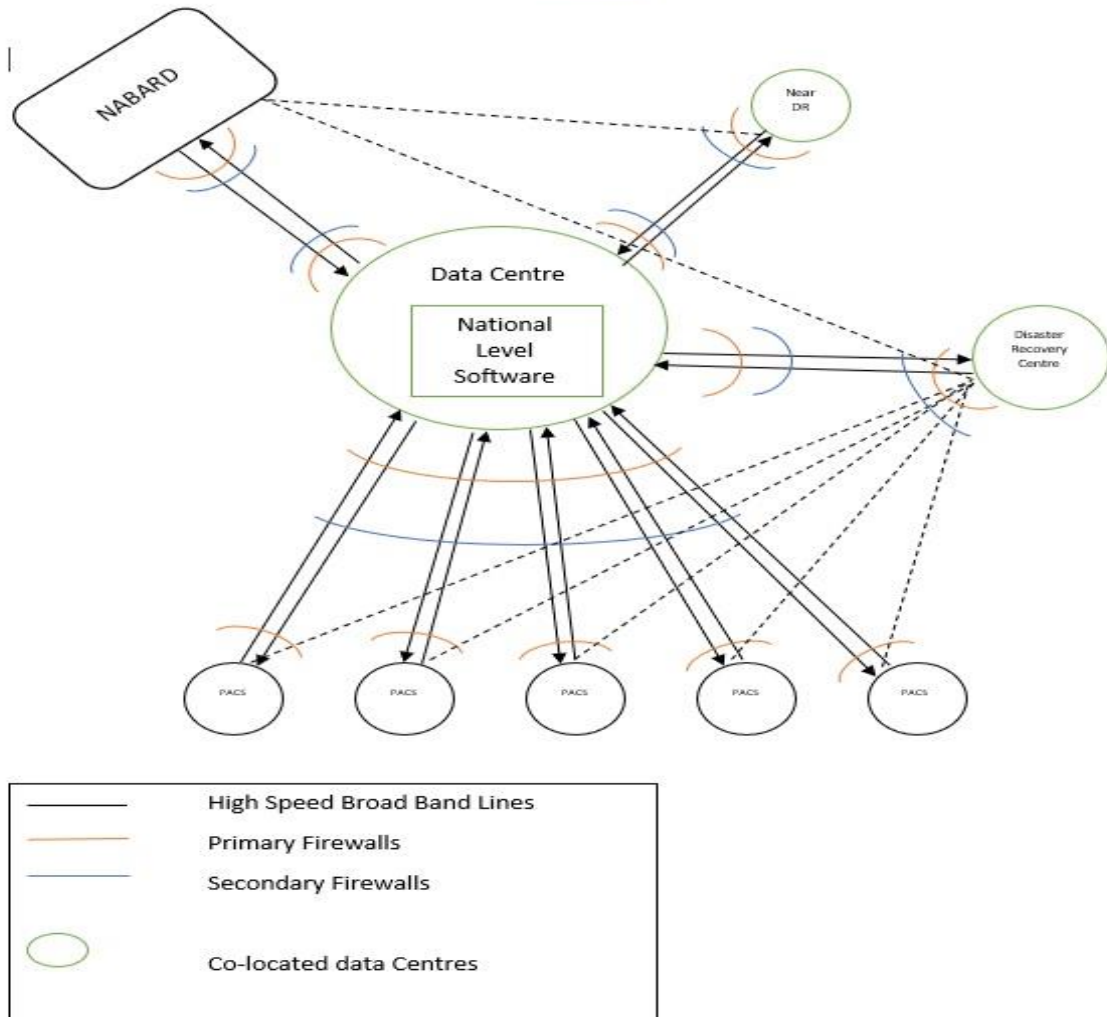 NABARD
Near
DR
Data Centre
National
Level
Software
Disaster
Recovery
Centre
PACS
PACS
PACS
PACS
PACS
High Speed Broad Band Lines
Primary Firewalls
Secondary Firewalls
Co-located data Centres